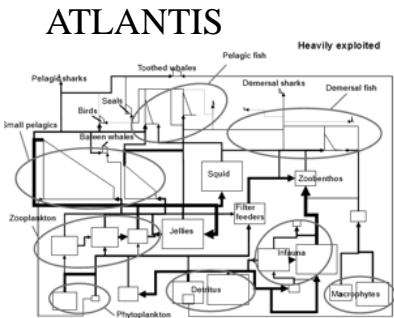 ATLANTIS
Heavily exploited
Pelagic fish
Toothed whales
Pelagic sharks
Demersal sharks
Demersal fish
Seals
Birds
Small pelagics
Baleen whales
Squid
Zoobenthos
Zooplankton
Filter
feeders
Jellies
Infauna
Detritus
Macrophytes
Phytoplankton